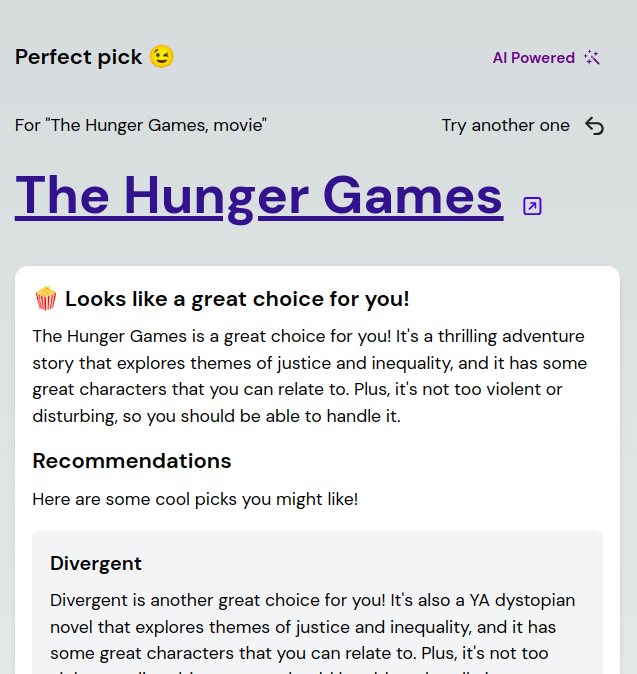 Perfect pick 😉
AI Powered
For "The Hunger Games, movie"
Try another one
The Hunger Games
🍿 Looks like a great choice for you!
The Hunger Games is a great choice for you! It's a thrilling adventure
story that explores themes of justice and inequality, and it has some
great characters that you can relate to. Plus, it's not too violent or
disturbing, so you should be able to handle it.
Recommendations
Here are some cool picks you might like!
Divergent
Divergent is another great choice for you! It's also a YA dystopian
novel that explores themes of justice and inequality, and it has
some great characters that you can relate to. Plus, it's not too